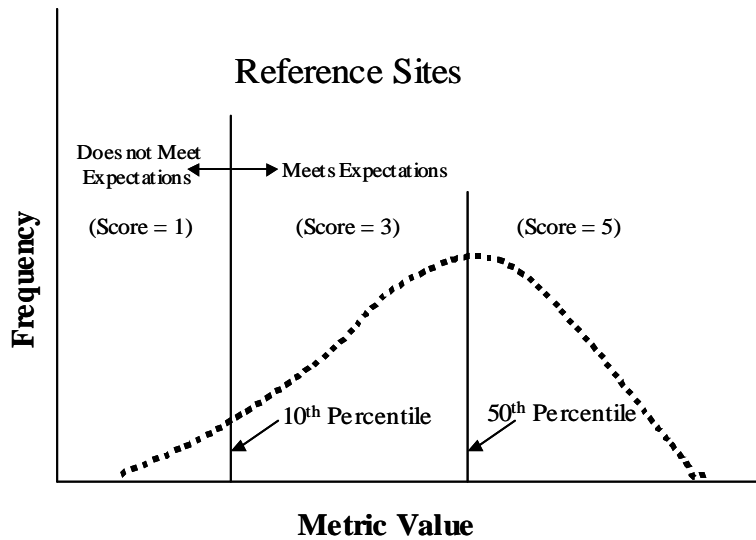 Reference Sites
Does not Meet
Expectations
Meets Expectations
(Score = 1)
(Score = 3)
(Score = 5)
Frequency
10th Percentile
50th Percentile
Metric Value